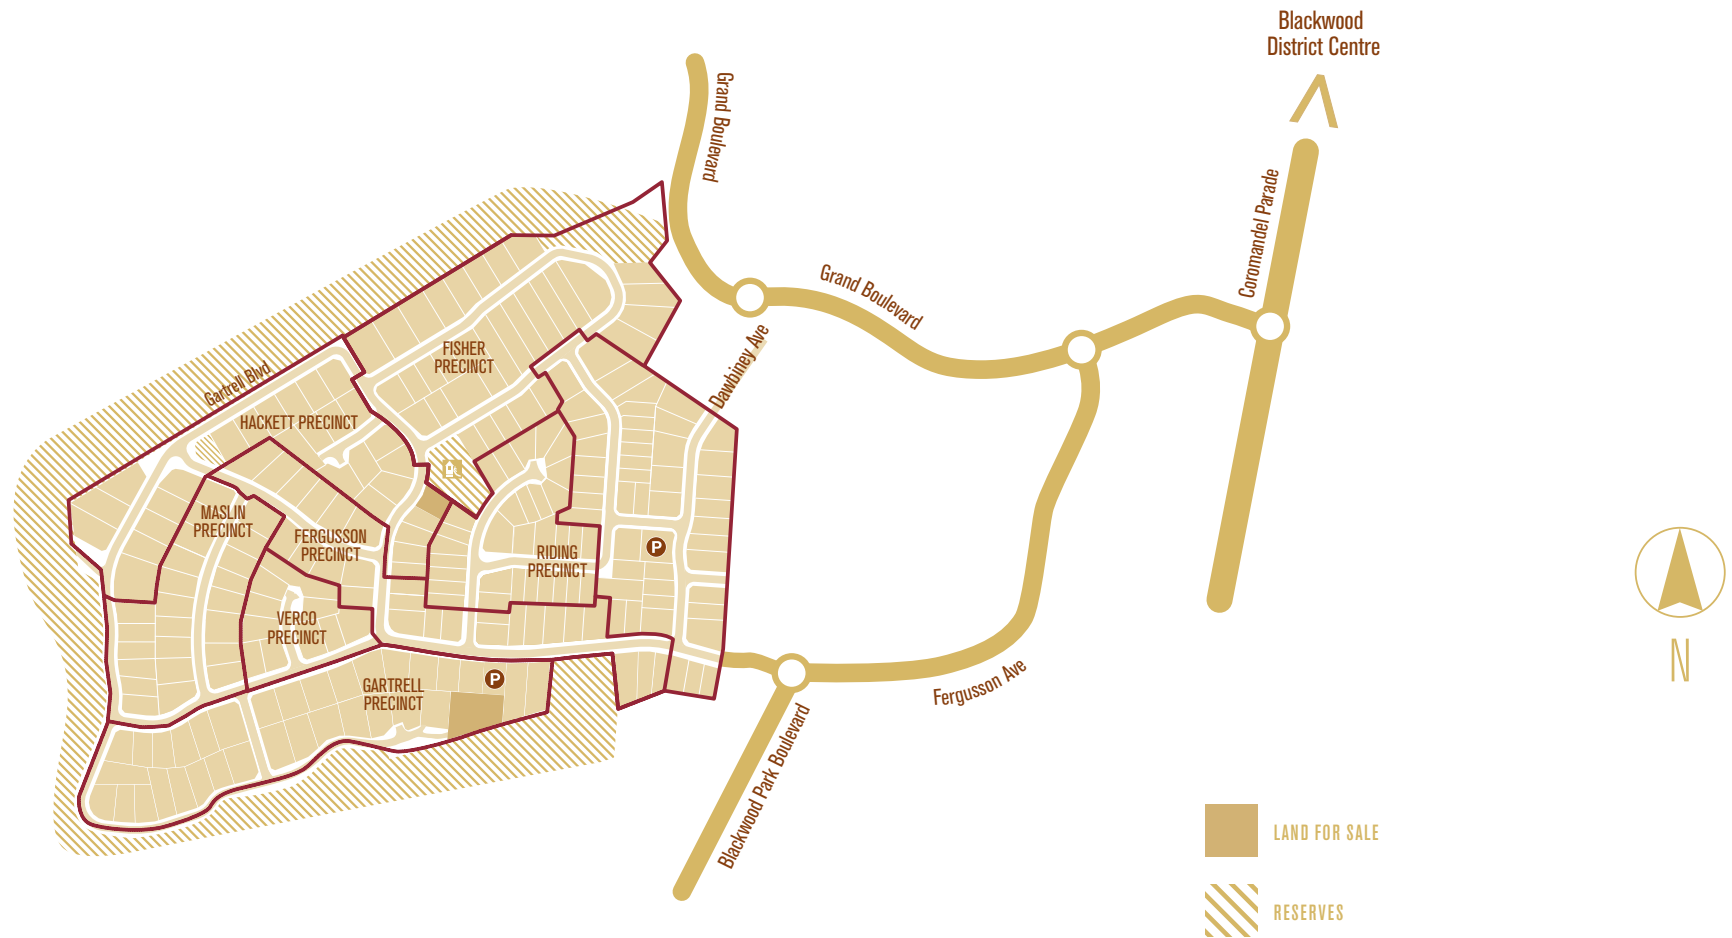 Blackwood
District Centre
Grand Boulevard
Coromandel Parade
Grand Boulevard
Dawbiney Ave
FISHER
PRECINCT
Gartrell Blvd
HACKETT PRECINCT
MASLIN
PRECINCT
FERGUSSON
PRECINCT
RIDING
PRECINCT
P
VERCO
PRECINCT
GARTRELL
PRECINCT
P
Fergusson Ave
Blackwood Park Boulevard
N
LAND FOR SALE
RESERVES